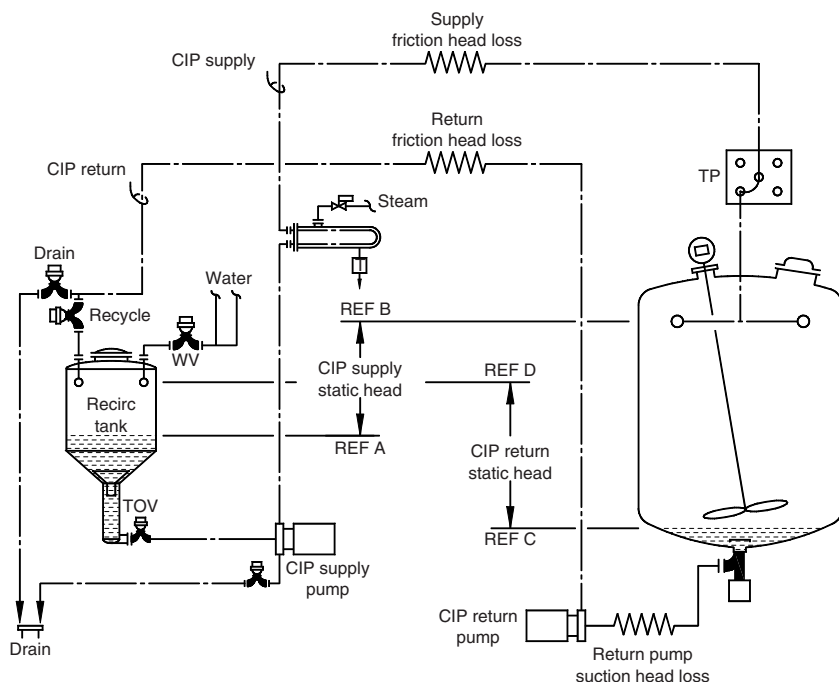 Supply
friction head loss
CIP supply
Return
friction head loss
CIP return
TP
Steam
Drain
Water
Recycle
REF B
WV
CIP supply
static head
REF D
Recirc
tank
REF A
CIP return
static head
TOV
REF C
CIP supply
pump
CIP return
pump
Drain
Return pump
suction head loss